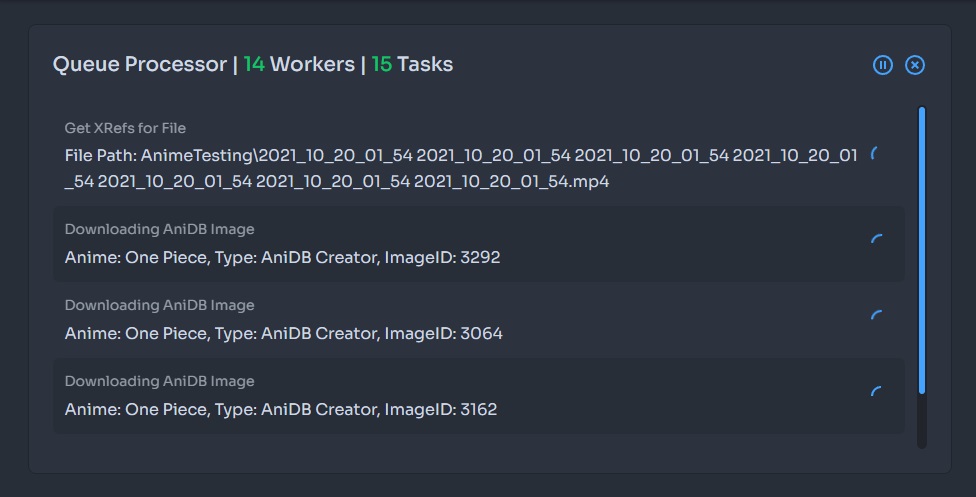 Queue Processor | 14 Workers | 15 Tasks
Get XRefs for File
File Path: AnimeTesting\2021_10_20_01_54 2021_10_20_01_54 2021_10_20_01_54 2021_10_20_01
_54 2021_10_20_01_54 2021_10_20_01_54 2021_10_20_01_54.mp4
Downloading AniDB Image
Anime: One Piece, Type: AniDB Creator, ImageID: 3292
Downloading AniDB Image
Anime: One Piece, Type: AniDB Creator, ImageID: 3064
Downloading AniDB Image
Anime: One Piece, Type: AniDB Creator, ImageID: 3162